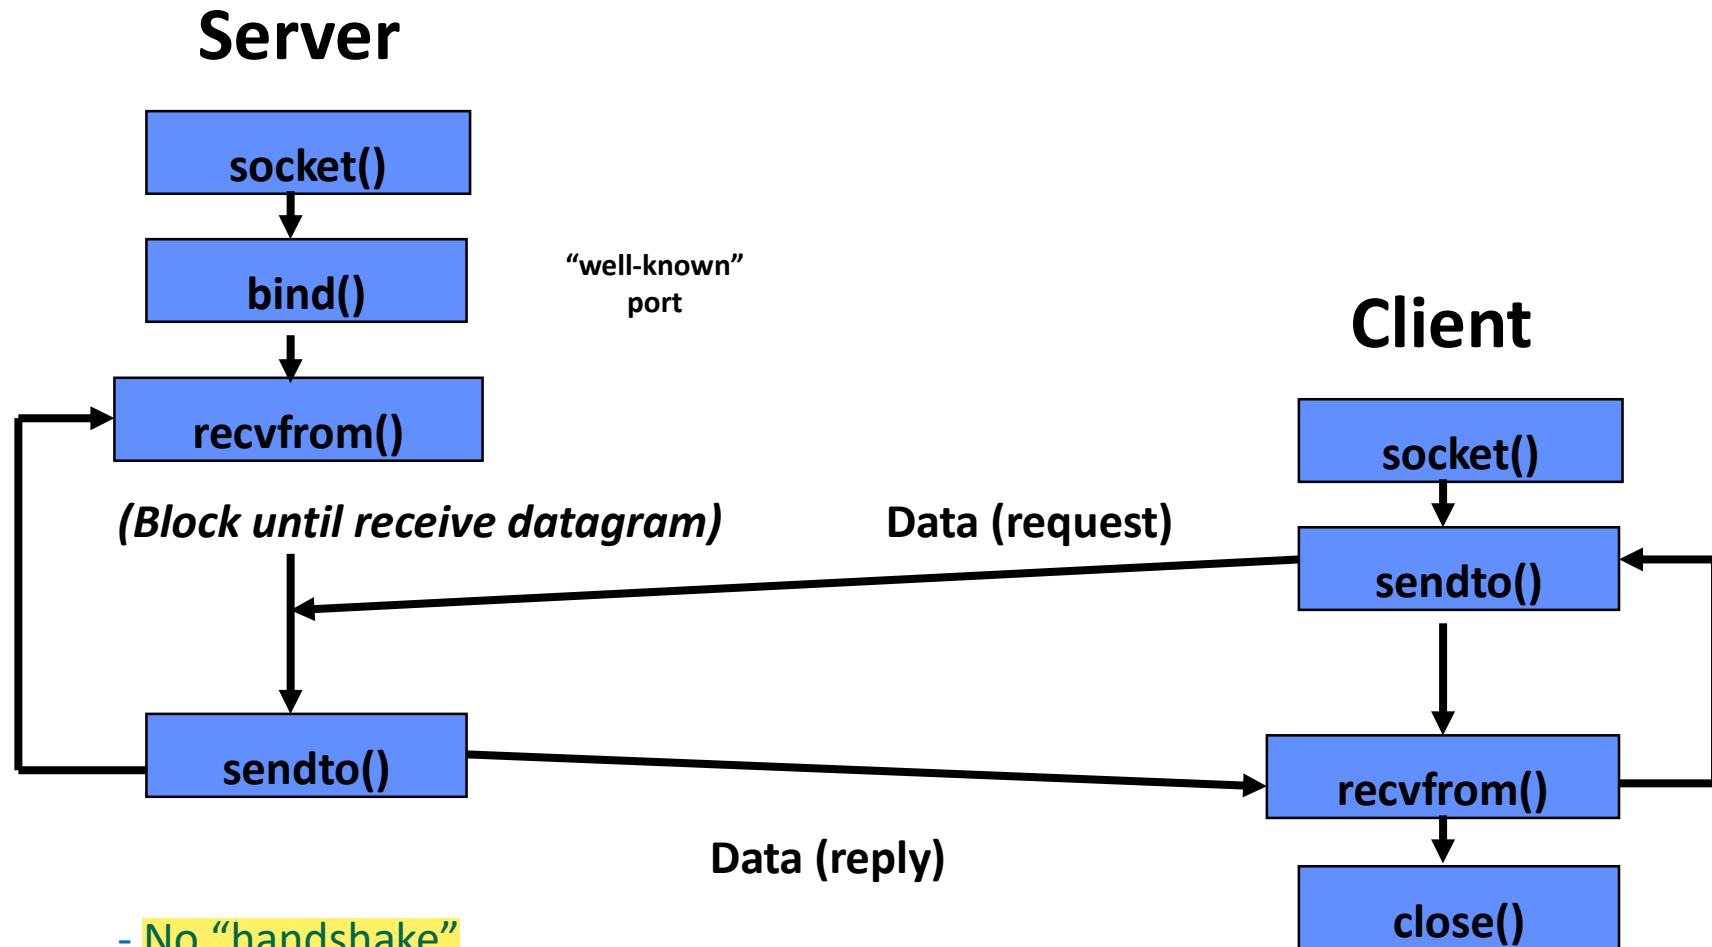 Server
socket()
bind()
“well-known”
port
recvfrom()
(Block until receive datagram)
sendto()
Client
socket()
Data (request)
sendto()
recvfrom()
Data (reply)
close()
- No “handshake”